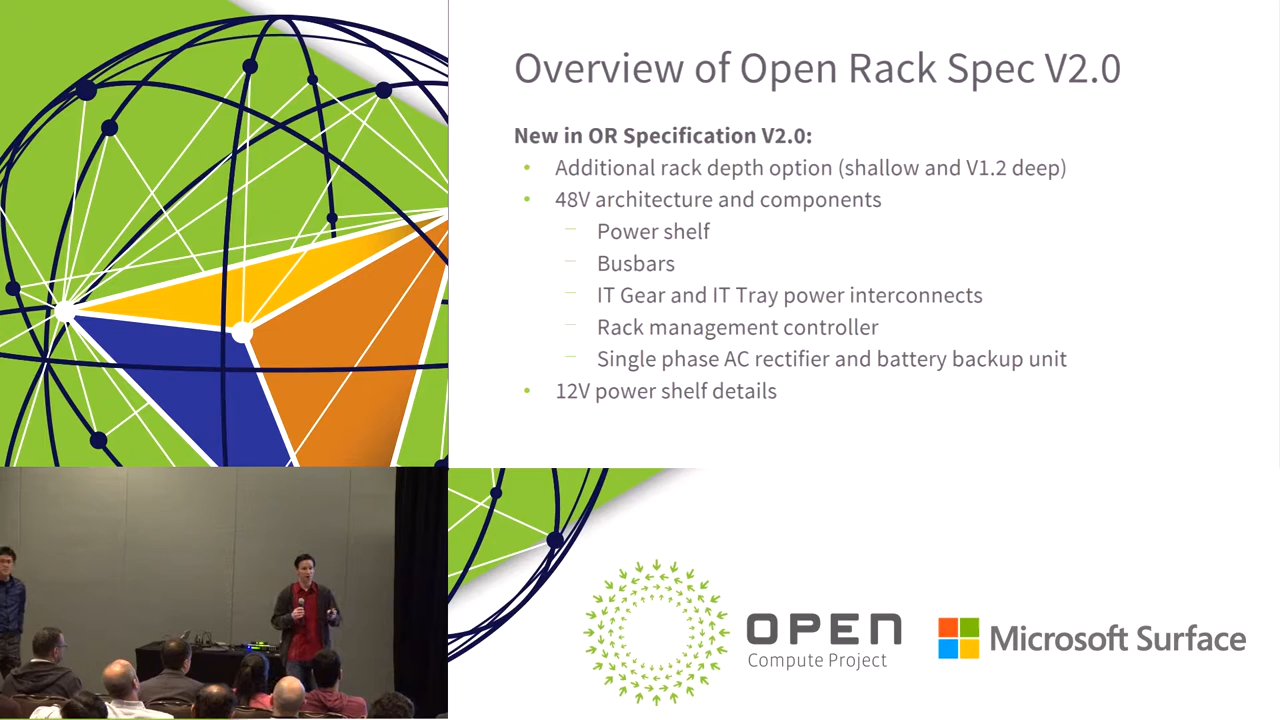 Overview of Open Rack Spec V2.0
New in OR Specification V2.0:
• Additional rack depth option (shallow and V1.2 deep)
• 48V architecture and components
– Power shelf
– Busbars
– IT Gear and IT Tray power interconnects
– Rack management controller
– Single phase AC rectifier and battery backup unit
• 12V power shelf details
OPEN
Compute Project
Microsoft Surface